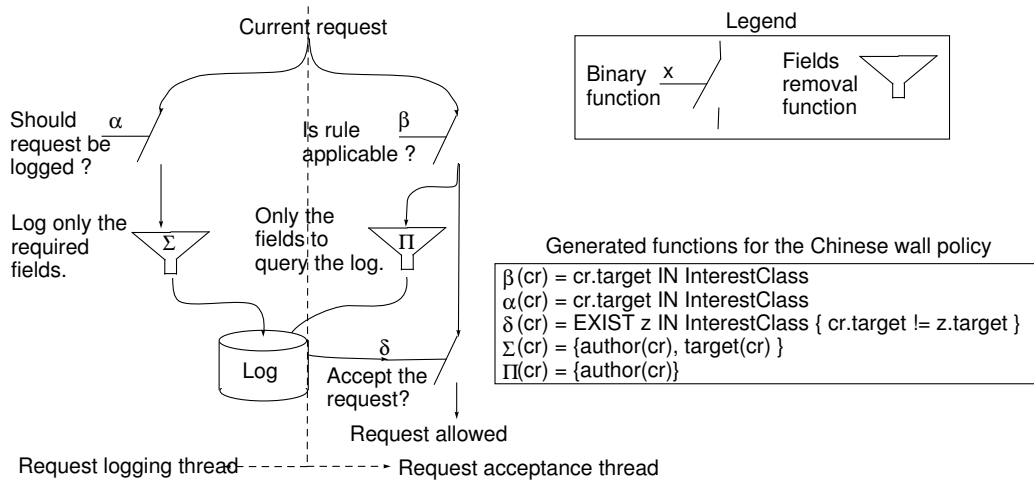 Current request
Should
request be
logged ?
α
Is rule
applicable ?
β
Log only the
required
fields.
Σ
Only the
fields to
query the log.
Π
Log
δ
Accept the
request?
Request allowed
Request logging thread
Request acceptance thread
Legend
Binary
function
x
Fields
removal
function
Generated functions for the Chinese wall policy
β(cr) = cr.target IN InterestClass
α(cr) = cr.target IN InterestClass
δ(cr) = EXIST z IN InterestClass { cr.target != z.target }
Σ(cr) = {author(cr), target(cr) }
Π(cr) = {author(cr)}